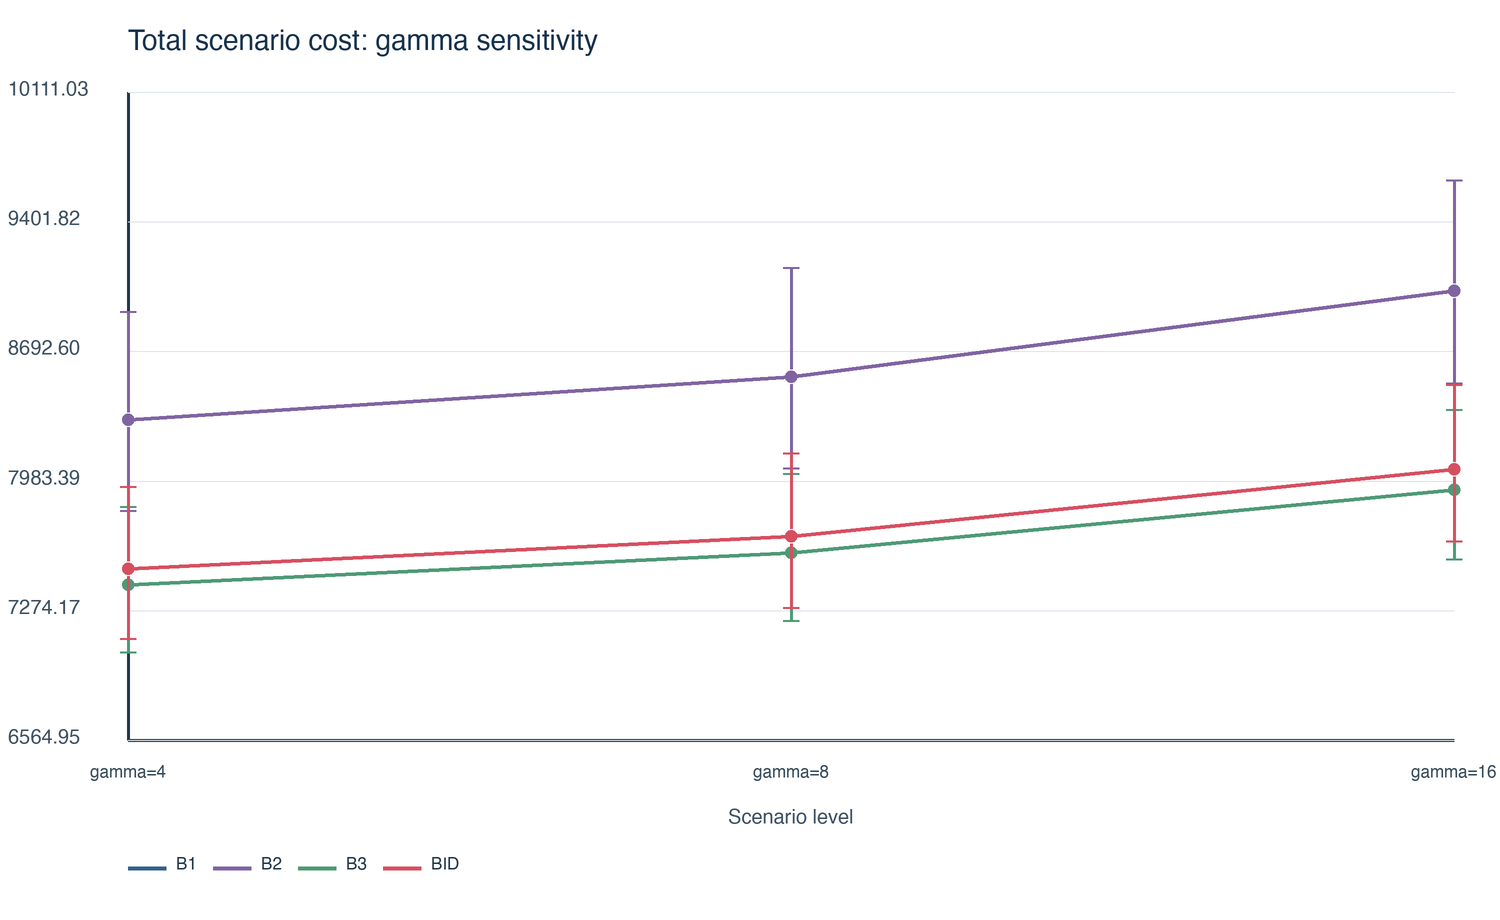 Total scenario cost: gamma sensitivity
10111.03
9401.82
8692.60
7983.39
7274.17
6564.95
gamma=4 gamma=8 gamma=16
Scenario level
B1 B2 B3 BID